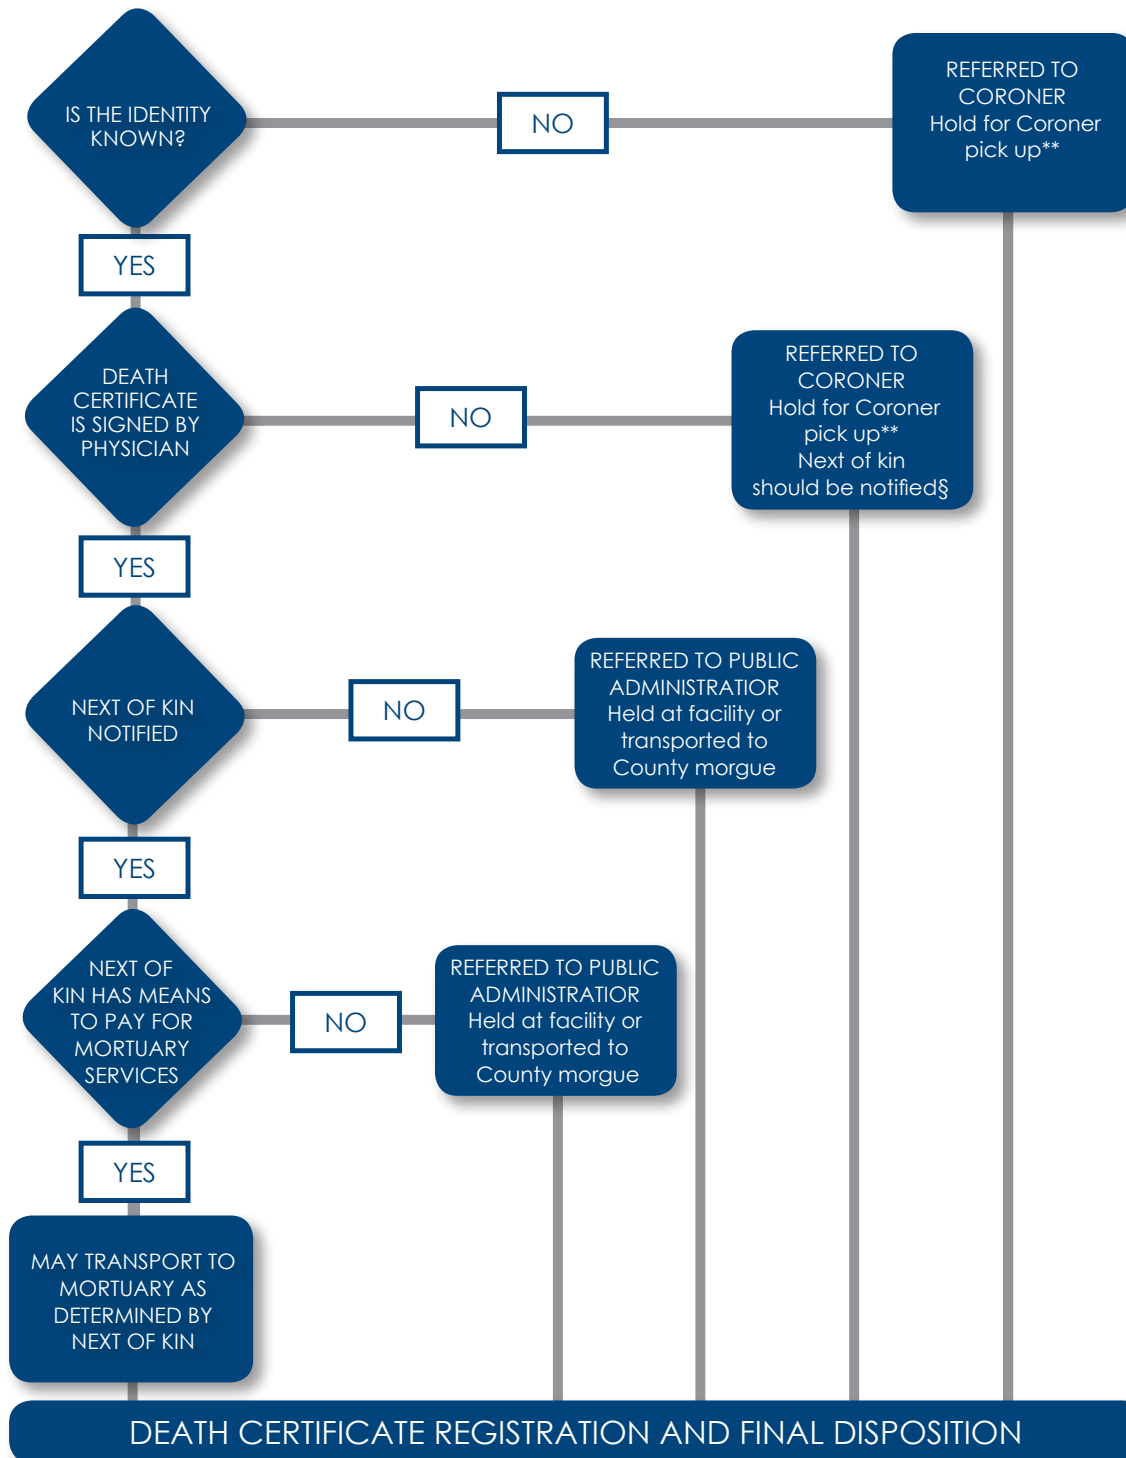 IS THE IDENTITY
KNOWN?
NO
REFERRED TO
CORONER
Hold for Coroner
pick up**
YES
DEATH
CERTIFICATE
IS SIGNED BY
PHYSICIAN
NO
REFERRED TO
CORONER
Hold for Coroner
pick up**
Next of kin
should be notified§
YES
NEXT OF KIN
NOTIFIED
NO
REFERRED TO PUBLIC
ADMINISTRATIOR
Held at facility or
transported to
County morgue
YES
NEXT OF
KIN HAS MEANS
TO PAY FOR
MORTUARY
SERVICES
NO
REFERRED TO PUBLIC
ADMINISTRATIOR
Held at facility or
transported to
County morgue
YES
MAY TRANSPORT TO
MORTUARY AS
DETERMINED BY
NEXT OF KIN
DEATH CERTIFICATE REGISTRATION AND FINAL DISPOSITION